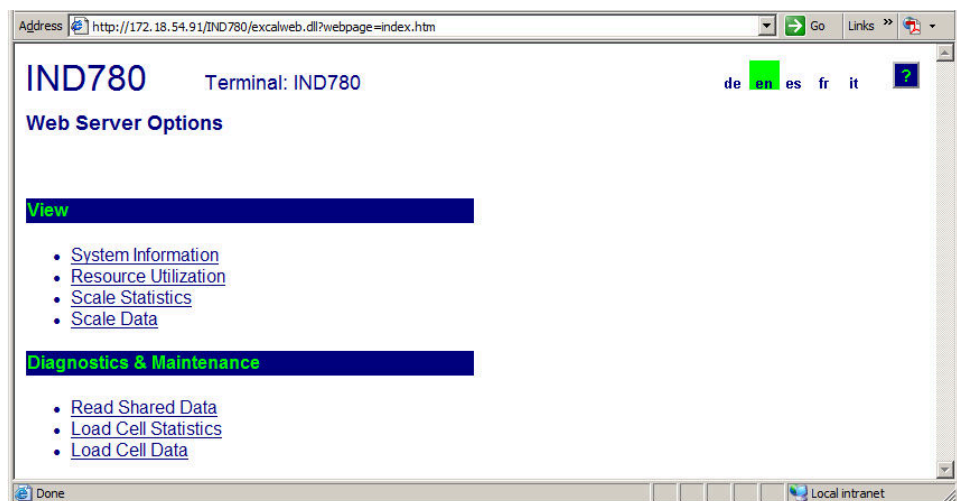 Address http://172.18.54.91/IND780/excalweb.dll?webpage=index.htm Go Links »
IND780 Terminal: IND780 de en es fr it ?
Web Server Options
View
• System Information
• Resource Utilization
• Scale Statistics
• Scale Data
Diagnostics & Maintenance
• Read Shared Data
• Load Cell Statistics
• Load Cell Data
Done Local intranet